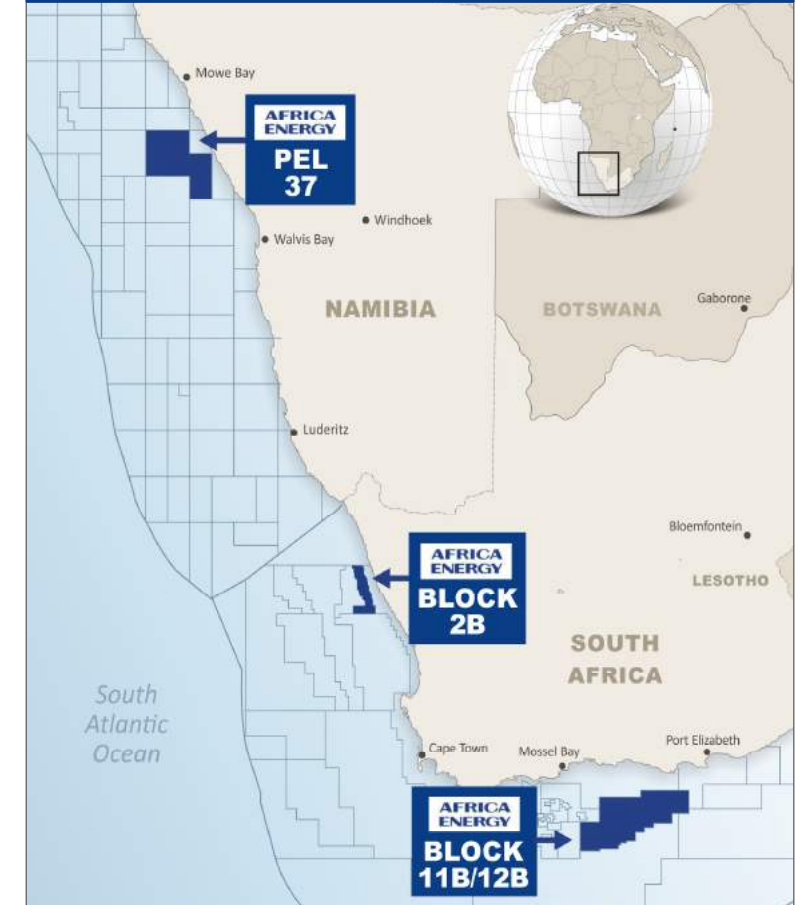 Mowe Bay
AFRICA
ENERGY
PEL
37
Windhoek
Walvis Bay
NAMIBIA
BOTSWANA
Gaborone
Luderitz
Bloemfontein
AFRICA
ENERGY
BLOCK
2B
LESOTHO
SOUTH
AFRICA
South
Atlantic
Ocean
Cape Town
Mossel Bay
Port Elizabeth
AFRICA
ENERGY
BLOCK
11B/12B